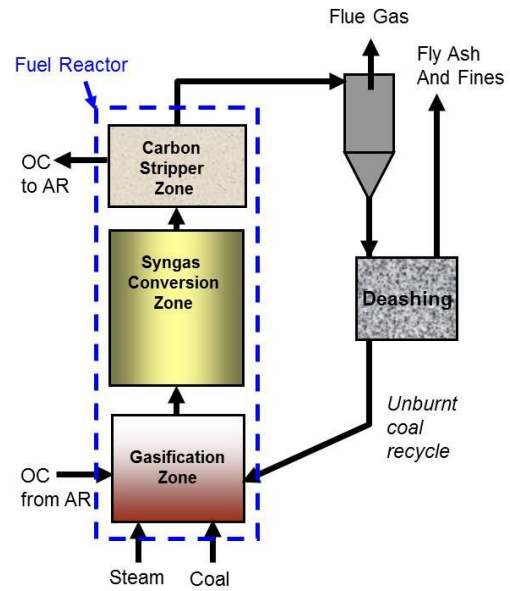 Flue Gas
Fly Ash
And Fines
Fuel Reactor
Carbon
Stripper
Zone
OC
to AR
Syngas
Conversion
Zone
Deashing
Unburnt
coal
recycle
Gasification
Zone
OC
from AR
Steam
Coal